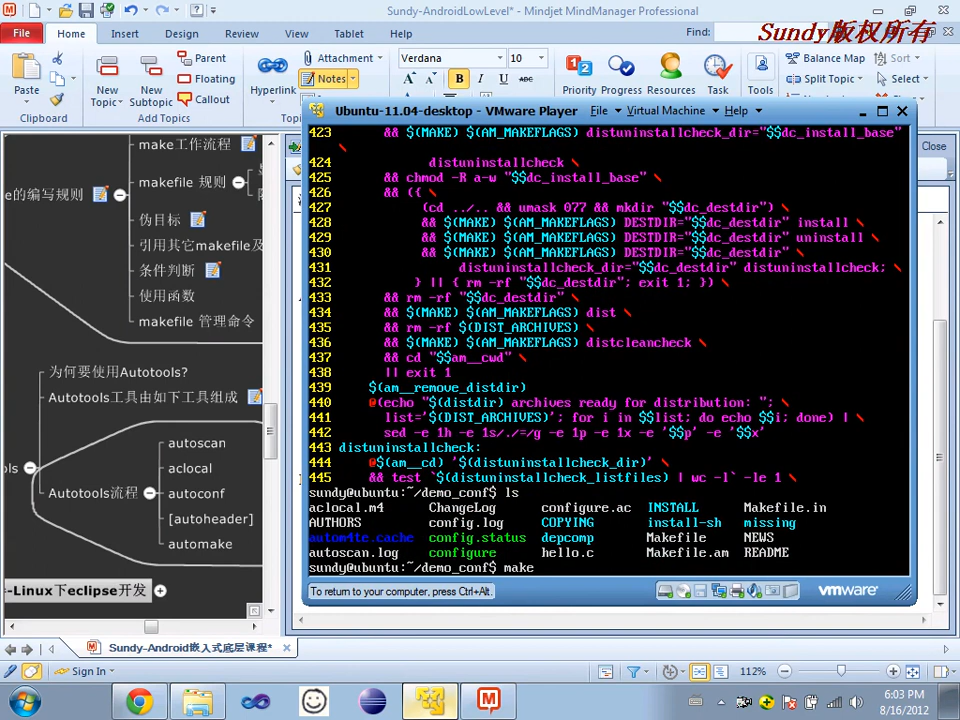 Sundy-AndroidLowLevel* - Mindjet MindManager Professional
File Home Insert Design Review View Tablet Help Find:
Sundy版权所有
Paste
Clipboard
New Topic
New Subtopic
Parent
Floating
Callout
Add Topics
Hyperlink
Attachment
Notes
Verdana 10
B I U abc
Priority Progress Resources Task
Balance Map
Split Topic
Sort
Select
Close
make工作流程
e的编写规则
makefile 规则
伪目标
引用其它makefile及
条件判断
使用函数
makefile 管理命令
为何要使用Autotools?
Autotools工具由如下工具组成
ols
Autotools流程
autoscan
aclocal
autoconf
[autoheader]
automake
-Linux下eclipse开发
Ubuntu-11.04-desktop - VMware Player File Virtual Machine Help
423 && $(MAKE) $(AM_MAKEFLAGS) distuninstallcheck_dir="$$dc_install_base"
\
424 distuninstallcheck \
425 && chmod -R a-w "$$dc_install_base" \
426 && ({ \
427 (cd ../.. && umask 077 && mkdir "$$dc_destdir") \
428 && $(MAKE) $(AM_MAKEFLAGS) DESTDIR="$$dc_destdir" install \
429 && $(MAKE) $(AM_MAKEFLAGS) DESTDIR="$$dc_destdir" uninstall \
430 && $(MAKE) $(AM_MAKEFLAGS) DESTDIR="$$dc_destdir" \
431 distuninstallcheck_dir="$$dc_destdir" distuninstallcheck; \
432 } || { rm -rf "$$dc_destdir"; exit 1; }) \
433 && rm -rf "$$dc_destdir" \
434 && $(MAKE) $(AM_MAKEFLAGS) dist \
435 && rm -rf $(DIST_ARCHIVES) \
436 && $(MAKE) $(AM_MAKEFLAGS) distcleancheck \
437 && cd "$$am__cwd" \
438 || exit 1
439 $(am__remove_distdir)
440 @(echo "$(distdir) archives ready for distribution: "; \
441 list='$(DIST_ARCHIVES)'; for i in $$list; do echo $$i; done) | \
442 sed -e 1h -e 1s/./=/g -e 1p -e 1x -e '$$p' -e '$$x'
443 distuninstallcheck:
444 @$(am__cd) '$(distuninstallcheck_dir)' \
445 && test `$(distuninstallcheck_listfiles) | wc -l` -le 1 \
sundy@ubuntu:~/demo_conf$ ls
aclocal.m4 ChangeLog configure.ac INSTALL Makefile.in
AUTHORS config.log COPYING install-sh missing
autom4te.cache config.status depcomp Makefile NEWS
autoscan.log configure hello.c Makefile.am README
sundy@ubuntu:~/demo_conf$ make
To return to your computer, press Ctrl+Alt.
vmware
Sundy-Android嵌入式底层课程*
Sign In
112%
6:03 PM
8/16/2012